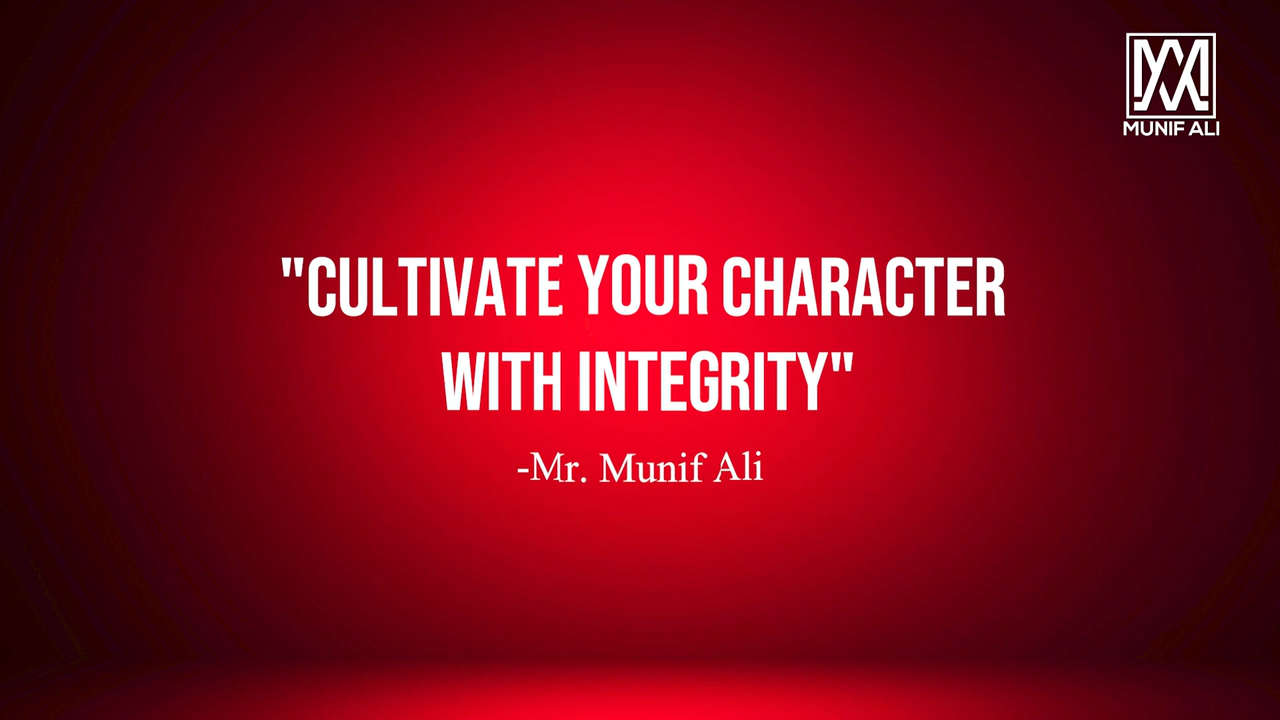 MUNIF ALI
"CULTIVATE YOUR CHARACTER
WITH INTEGRITY"
-Mr. Munif Ali